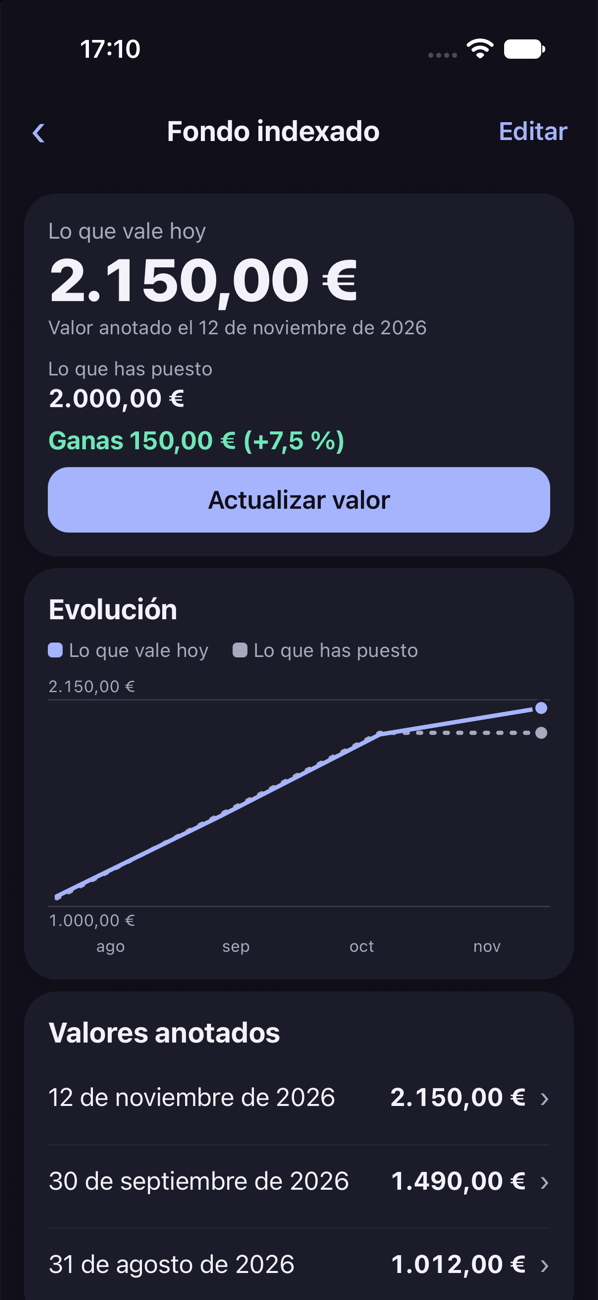 17:10
Fondo indexado
Editar
Lo que vale hoy
2.150,00 €
Valor anotado el 12 de noviembre de 2026
Lo que has puesto
2.000,00 €
Ganas 150,00 € (+7,5 %)
Actualizar valor
Evolución
Lo que vale hoy Lo que has puesto
2.150,00 €
1.000,00 €
ago sep oct nov
Valores anotados
12 de noviembre de 2026 2.150,00 €
30 de septiembre de 2026 1.490,00 €
31 de agosto de 2026 1.012,00 €